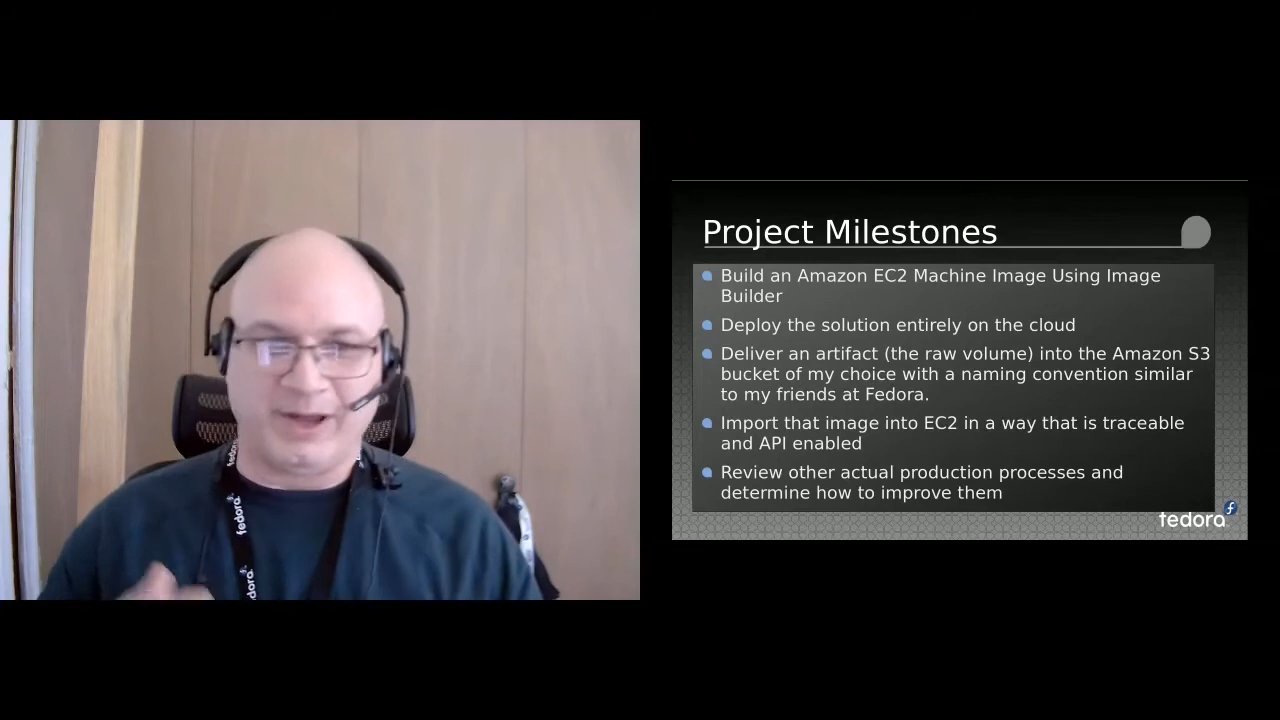 Project Milestones
Build an Amazon EC2 Machine Image Using Image
Builder
Deploy the solution entirely on the cloud
Deliver an artifact (the raw volume) into the Amazon S3
bucket of my choice with a naming convention similar
to my friends at Fedora.
Import that image into EC2 in a way that is traceable
and API enabled
Review other actual production processes and
determine how to improve them
fedora
fedora
fedora
fedora